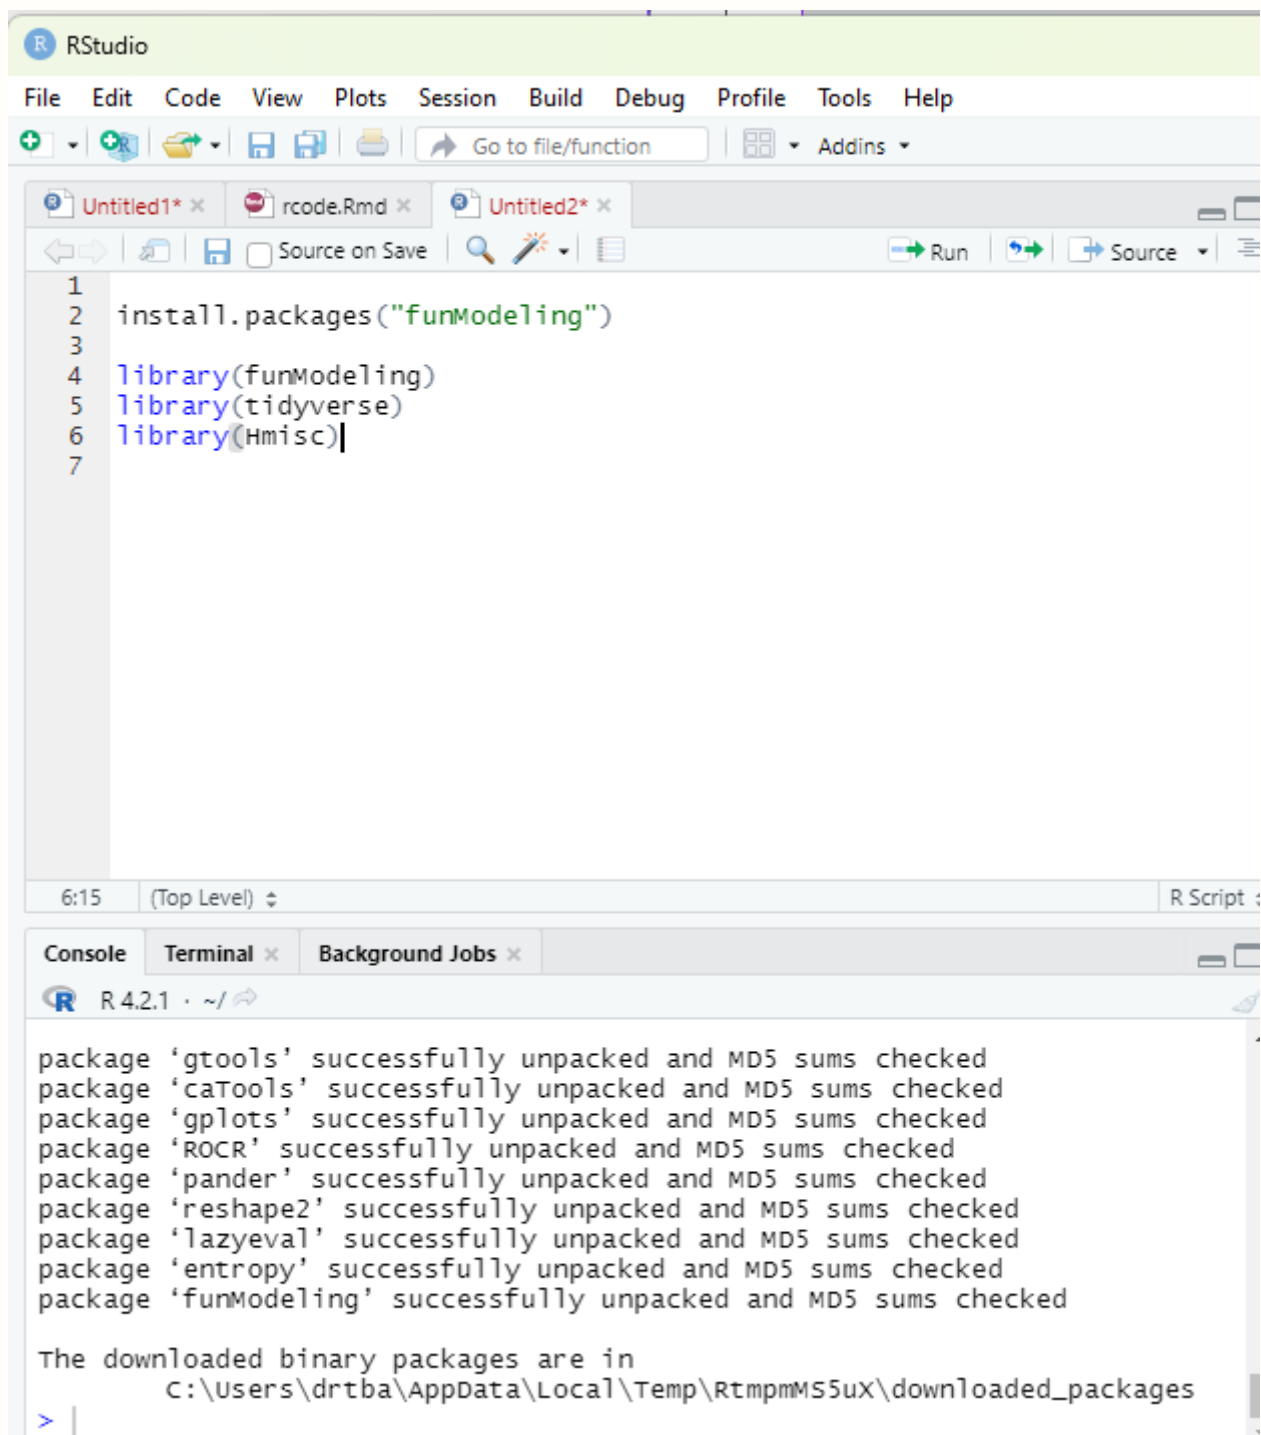 RStudio
File Edit Code View Plots Session Build Debug Profile Tools Help
Go to file/function Addins
Untitled1* rcode.Rmd Untitled2*
Source on Save Run Source
1
2 install.packages("funModeling")
3
4 library(funModeling)
5 library(tidyverse)
6 library(Hmisc)
7
6:15 (Top Level) R Script
Console Terminal Background Jobs
R 4.2.1 · ~/
package ‘gtools’ successfully unpacked and MD5 sums checked
package ‘caTools’ successfully unpacked and MD5 sums checked
package ‘gplots’ successfully unpacked and MD5 sums checked
package ‘ROCR’ successfully unpacked and MD5 sums checked
package ‘pander’ successfully unpacked and MD5 sums checked
package ‘reshape2’ successfully unpacked and MD5 sums checked
package ‘lazyeval’ successfully unpacked and MD5 sums checked
package ‘entropy’ successfully unpacked and MD5 sums checked
package ‘funModeling’ successfully unpacked and MD5 sums checked
The downloaded binary packages are in
C:\Users\drtba\AppData\Local\Temp\RtmpmMS5uX\downloaded_packages
>